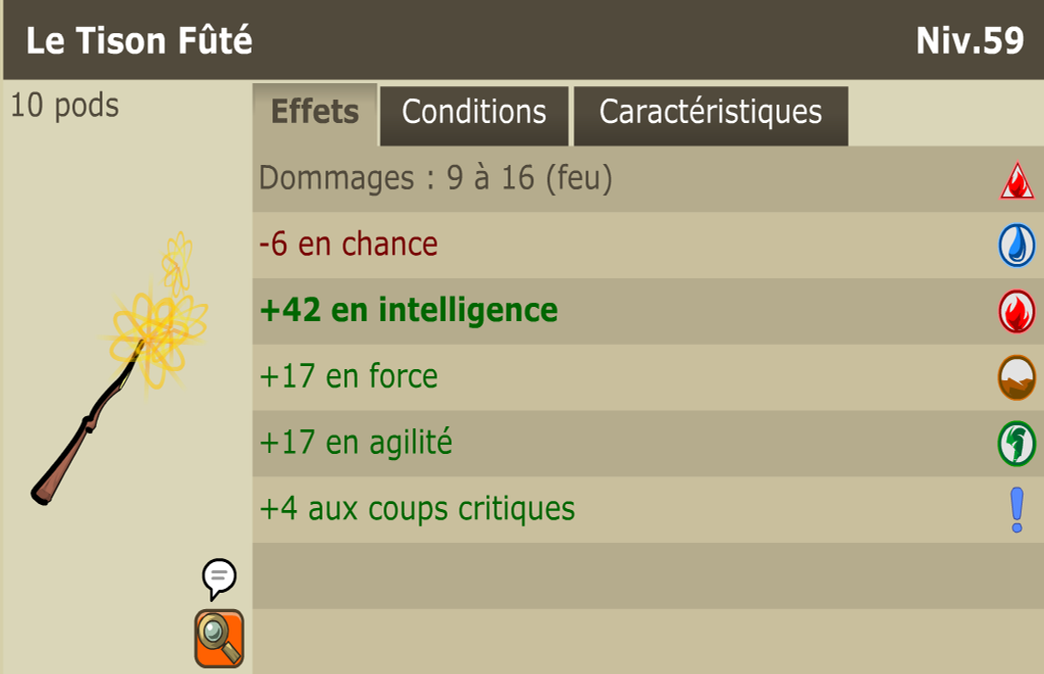 Le Tison Fûté
Niv.59
10 pods
Effets
Conditions
Caractéristiques
Dommages : 9 à 16 (feu)
-6 en chance
+42 en intelligence
+17 en force
+17 en agilité
+4 aux coups critiques